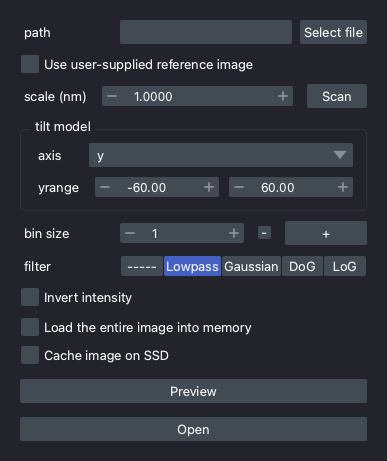 path Select file
Use user-supplied reference image
scale (nm) − 1.0000 + Scan
tilt model
axis y
yrange − -60.00 + − 60.00 +
bin size − 1 + - +
filter ----- Lowpass Gaussian DoG LoG
Invert intensity
Load the entire image into memory
Cache image on SSD
Preview
Open